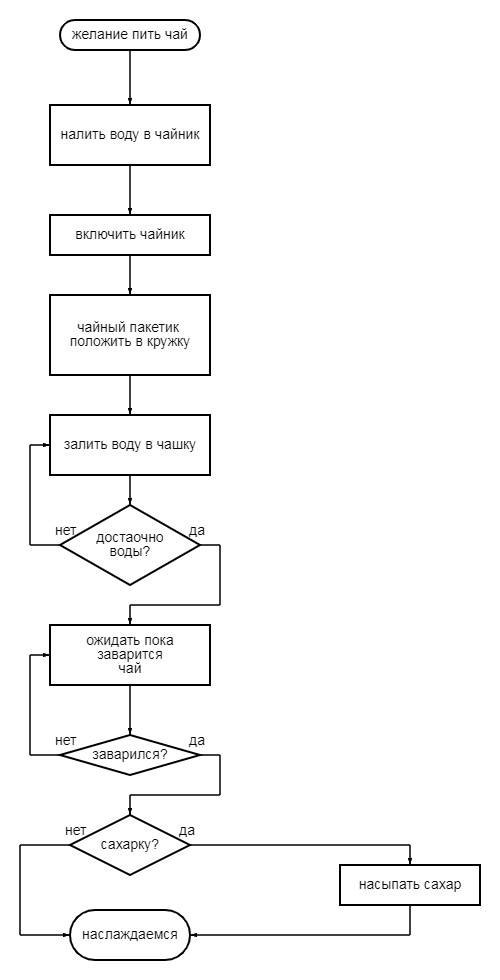 желание пить чай
налить воду в чайник
включить чайник
чайный пакетик
положить в кружку
залить воду в чашку
нет
да
достаочно
воды?
ожидать пока
заварится
чай
нет
да
заварился?
нет
да
сахарку?
насыпать сахар
наслаждаемся